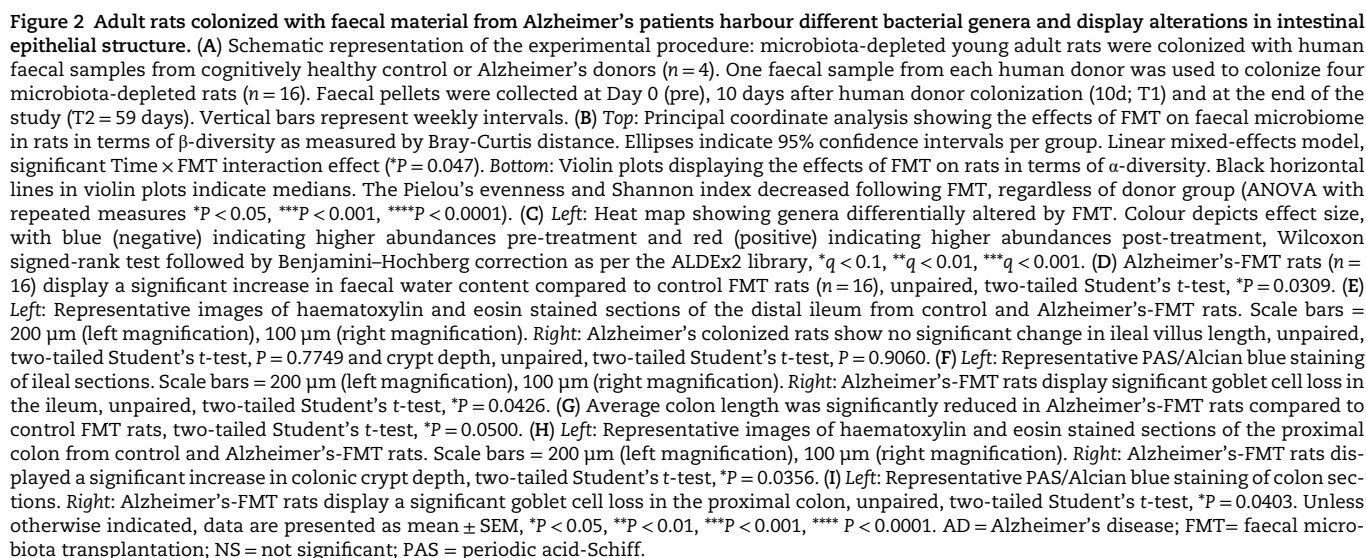 Figure 2 Adult rats colonized with faecal material from Alzheimer's patients harbour different bacterial genera and display alterations in intestinal
epithelial structure. (A) Schematic representation of the experimental procedure: microbiota-depleted young adult rats were colonized with human
faecal samples from cognitively healthy control or Alzheimer's donors (n = 4). One faecal sample from each human donor was used to colonize four
microbiota-depleted rats (n = 16). Faecal pellets were collected at Day 0 (pre), 10 days after human donor colonization (10d; T1) and at the end of the
study (T2 = 59 days). Vertical bars represent weekly intervals. (B) Top: Principal coordinate analysis showing the effects of FMT on faecal microbiome
in rats in terms of β-diversity as measured by Bray-Curtis distance. Ellipses indicate 95% confidence intervals per group. Linear mixed-effects model,
significant Time × FMT interaction effect (*P = 0.047). Bottom: Violin plots displaying the effects of FMT on rats in terms of α-diversity. Black horizontal
lines in violin plots indicate medians. The Pielou's evenness and Shannon index decreased following FMT, regardless of donor group (ANOVA with
repeated measures *P < 0.05, ***P < 0.001, ****P < 0.0001). (C) Left: Heat map showing genera differentially altered by FMT. Colour depicts effect size,
with blue (negative) indicating higher abundances pre-treatment and red (positive) indicating higher abundances post-treatment, Wilcoxon
signed-rank test followed by Benjamini–Hochberg correction as per the ALDEx2 library, *q < 0.1, **q < 0.01, ***q < 0.001. (D) Alzheimer's-FMT rats (n =
16) display a significant increase in faecal water content compared to control FMT rats (n = 16), unpaired, two-tailed Student's t-test, *P = 0.0309. (E)
Left: Representative images of haematoxylin and eosin stained sections of the distal ileum from control and Alzheimer's-FMT rats. Scale bars =
200 µm (left magnification), 100 µm (right magnification). Right: Alzheimer's colonized rats show no significant change in ileal villus length, unpaired,
two-tailed Student's t-test, P = 0.7749 and crypt depth, unpaired, two-tailed Student's t-test, P = 0.9060. (F) Left: Representative PAS/Alcian blue staining
of ileal sections. Scale bars = 200 µm (left magnification), 100 µm (right magnification). Right: Alzheimer's-FMT rats display significant goblet cell loss in
the ileum, unpaired, two-tailed Student's t-test, *P = 0.0426. (G) Average colon length was significantly reduced in Alzheimer's-FMT rats compared to
control FMT rats, two-tailed Student's t-test, *P = 0.0500. (H) Left: Representative images of haematoxylin and eosin stained sections of the proximal
colon from control and Alzheimer's-FMT rats. Scale bars = 200 µm (left magnification), 100 µm (right magnification). Right: Alzheimer's-FMT rats dis-
played a significant increase in colonic crypt depth, two-tailed Student's t-test, *P = 0.0356. (I) Left: Representative PAS/Alcian blue staining of colon sec-
tions. Right: Alzheimer's-FMT rats display a significant goblet cell loss in the proximal colon, unpaired, two-tailed Student's t-test, *P = 0.0403. Unless
otherwise indicated, data are presented as mean ± SEM, *P < 0.05, **P < 0.01, ***P < 0.001, **** P < 0.0001. AD = Alzheimer's disease; FMT= faecal micro-
biota transplantation; NS = not significant; PAS = periodic acid-Schiff.